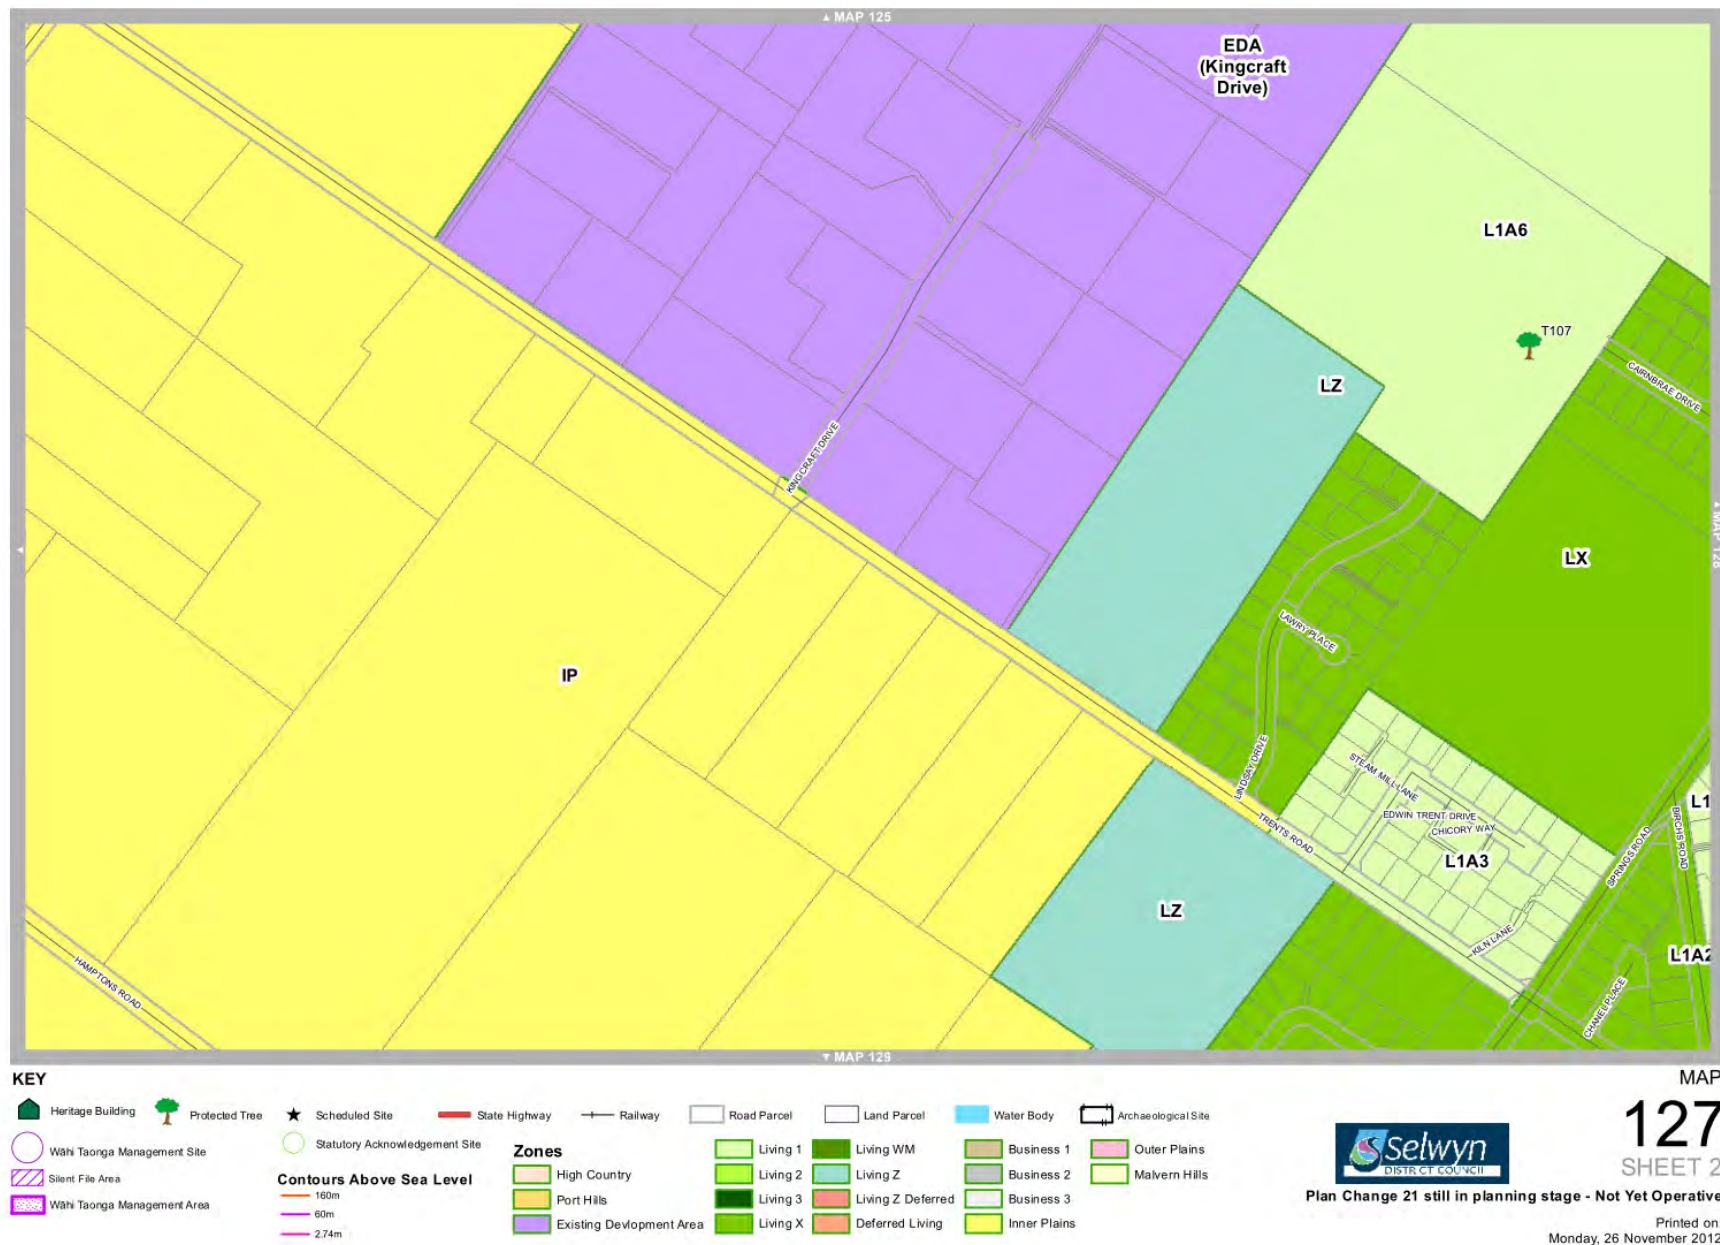 ▲ MAP 125
EDA
(Kingcraft
Drive)
L1A6
T107
LZ
CAIRNBRAE DRIVE
KINGCRAFT DRIVE
▲ MAP 128
LX
LAWRY PLACE
IP
LINDSAY DRIVE
STEAM MILL LANE
EDWIN TRENT DRIVE
CHICORY WAY
TRENTS ROAD
L1A3
L1
BIRCHS ROAD
SPRINGS ROAD
LZ
KILN LANE
L1A2
CHANEL PLACE
HAMPTONS ROAD
▼ MAP 129
KEY
Heritage Building
Protected Tree
Scheduled Site
State Highway
Railway
Road Parcel
Land Parcel
Water Body
Archaeological Site
Wāhi Taonga Management Site
Silent File Area
Wāhi Taonga Management Area
Statutory Acknowledgement Site
Contours Above Sea Level
160m
60m
2.74m
Zones
High Country
Port Hills
Existing Devlopment Area
Living 1
Living 2
Living 3
Living X
Living WM
Living Z
Living Z Deferred
Deferred Living
Business 1
Business 2
Business 3
Inner Plains
Outer Plains
Malvern Hills
Selwyn
DISTRICT COUNCIL
MAP
127
SHEET 2
Plan Change 21 still in planning stage - Not Yet Operative
Printed on
Monday, 26 November 2012